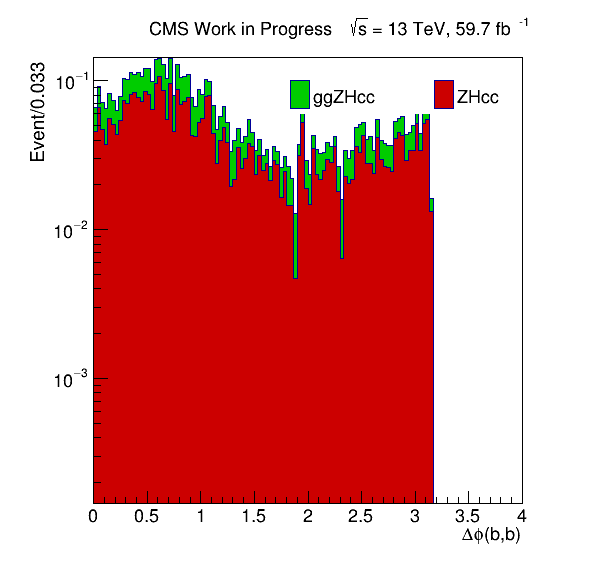 CMS Work in Progress √s = 13 TeV, 59.7 fb⁻¹
Event/0.033
ggZHcc ZHcc
10⁻¹
10⁻²
10⁻³
0 0.5 1 1.5 2 2.5 3 3.5 4
Δϕ(b,b)